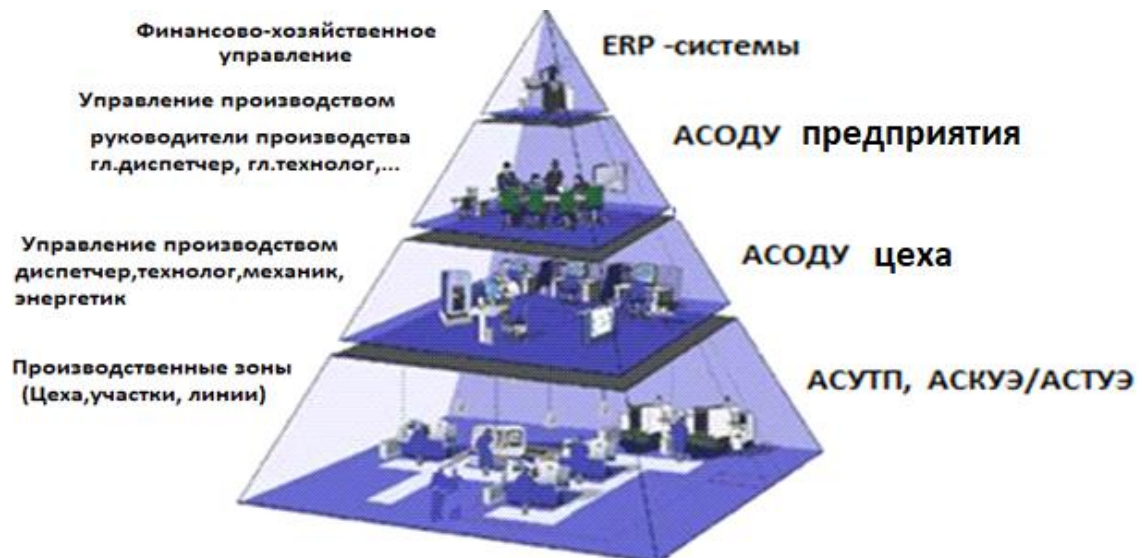 Финансово-хозяйственное
управление
ERP -системы
Управление производством
руководители производства
гл.диспетчер, гл.технолог,...
АСОДУ предприятия
Управление производством
диспетчер,технолог,механик,
энергетик
АСОДУ цеха
Производственные зоны
(Цеха,участки, линии)
АСУТП, АСКУЭ/АСТУЭ